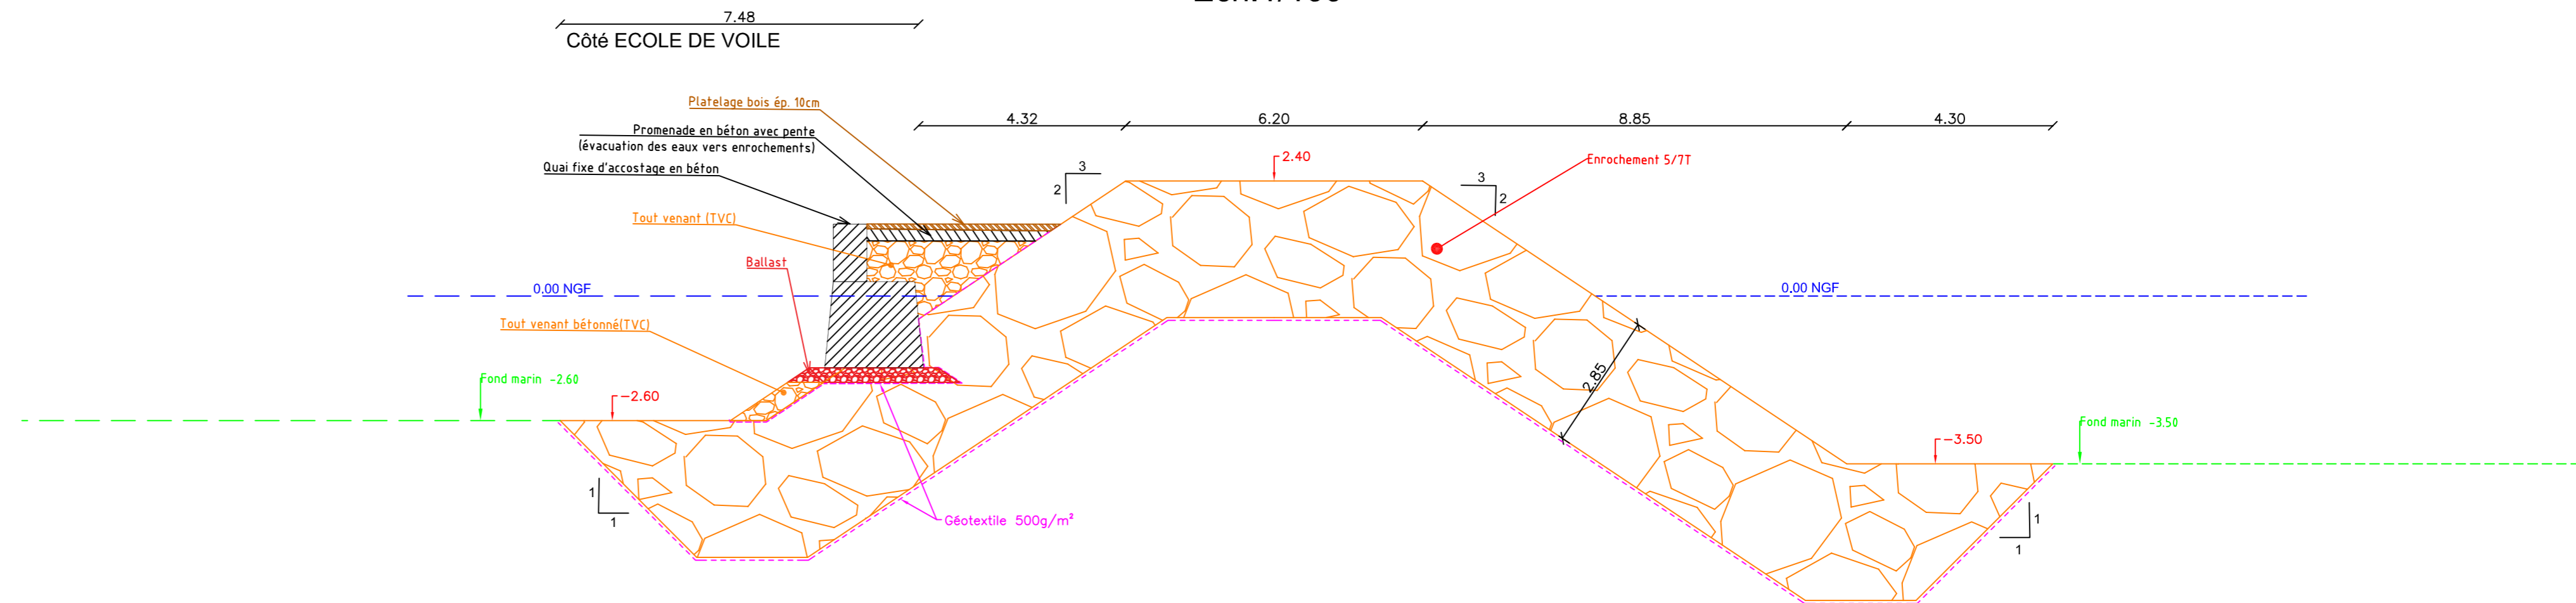 7.48
Côté ECOLE DE VOILE
Platelage bois ép. 10cm
Promenade en béton avec pente
(évacuation des eaux vers enrochements)
Quai fixe d'accostage en béton
Tout venant (TVC)
Ballast
0.00 NGF
Tout venant bétonné(TVC)
Fond marin -2.60
-2.60
4.32
6.20
8.85
4.30
3
2
2.40
3
2
Enrochement 5/7T
0.00 NGF
2.85
Fond marin -3.50
-3.50
1
1
Géotextile 500g/m²
1
1